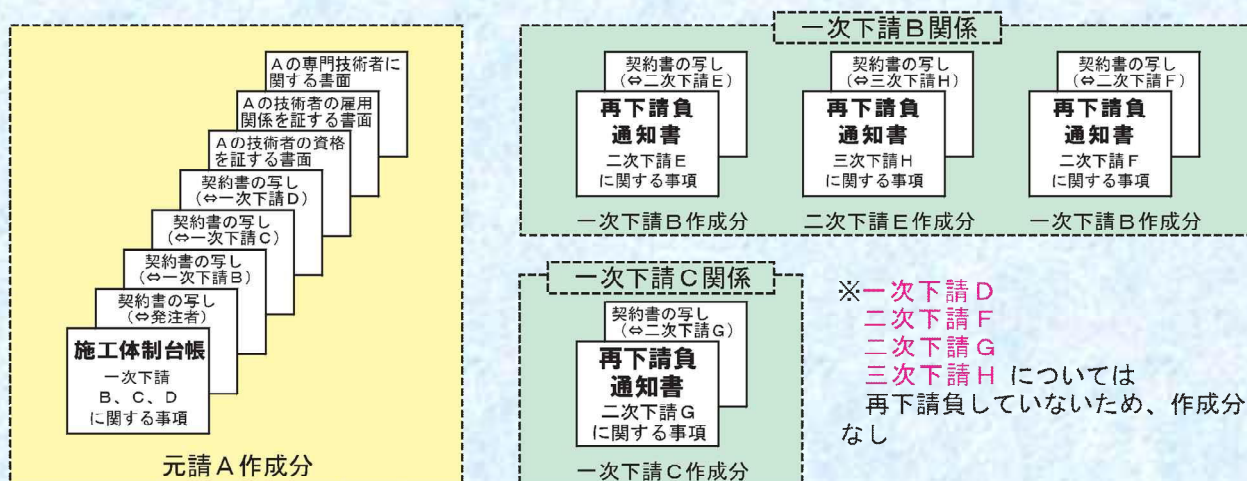 Aの専門技術者に
関する書面
Aの技術者の雇用
関係を証する書面
Aの技術者の資格
を証する書面
契約書の写し
(⇔一次下請D)
契約書の写し
(⇔一次下請C)
契約書の写し
(⇔一次下請B)
契約書の写し
(⇔発注者)
施工体制台帳
一次下請
B、C、D
に関する事項
元請A作成分
一次下請B関係
契約書の写し
(⇔二次下請E)
再下請負
通知書
二次下請E
に関する事項
一次下請B作成分
契約書の写し
(⇔三次下請H)
再下請負
通知書
三次下請H
に関する事項
二次下請E作成分
契約書の写し
(⇔二次下請F)
再下請負
通知書
二次下請F
に関する事項
一次下請B作成分
一次下請C関係
契約書の写し
(⇔二次下請G)
再下請負
通知書
二次下請G
に関する事項
一次下請C作成分
※一次下請D
二次下請F
二次下請G
三次下請H については
再下請負していないため、作成分
なし